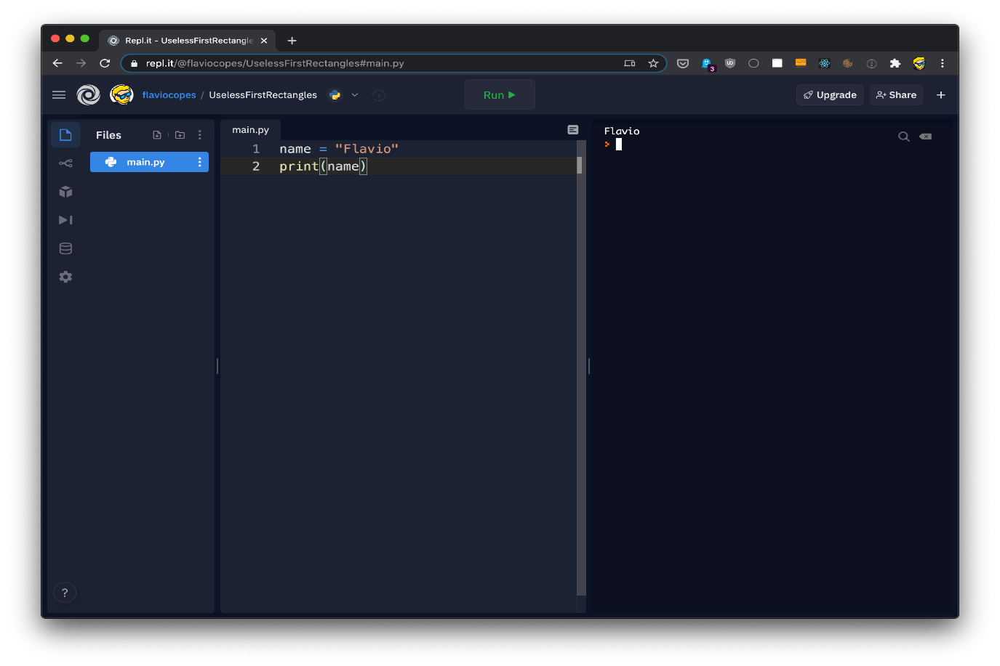 Repl.it - UselessFirstRectangle
repl.it/@flaviocopes/UselessFirstRectangles#main.py
3
flaviocopes / UselessFirstRectangles
Run
Upgrade
Share
Files
main.py
main.py
1 name = "Flavio"
2 print(name)
Flavio
?